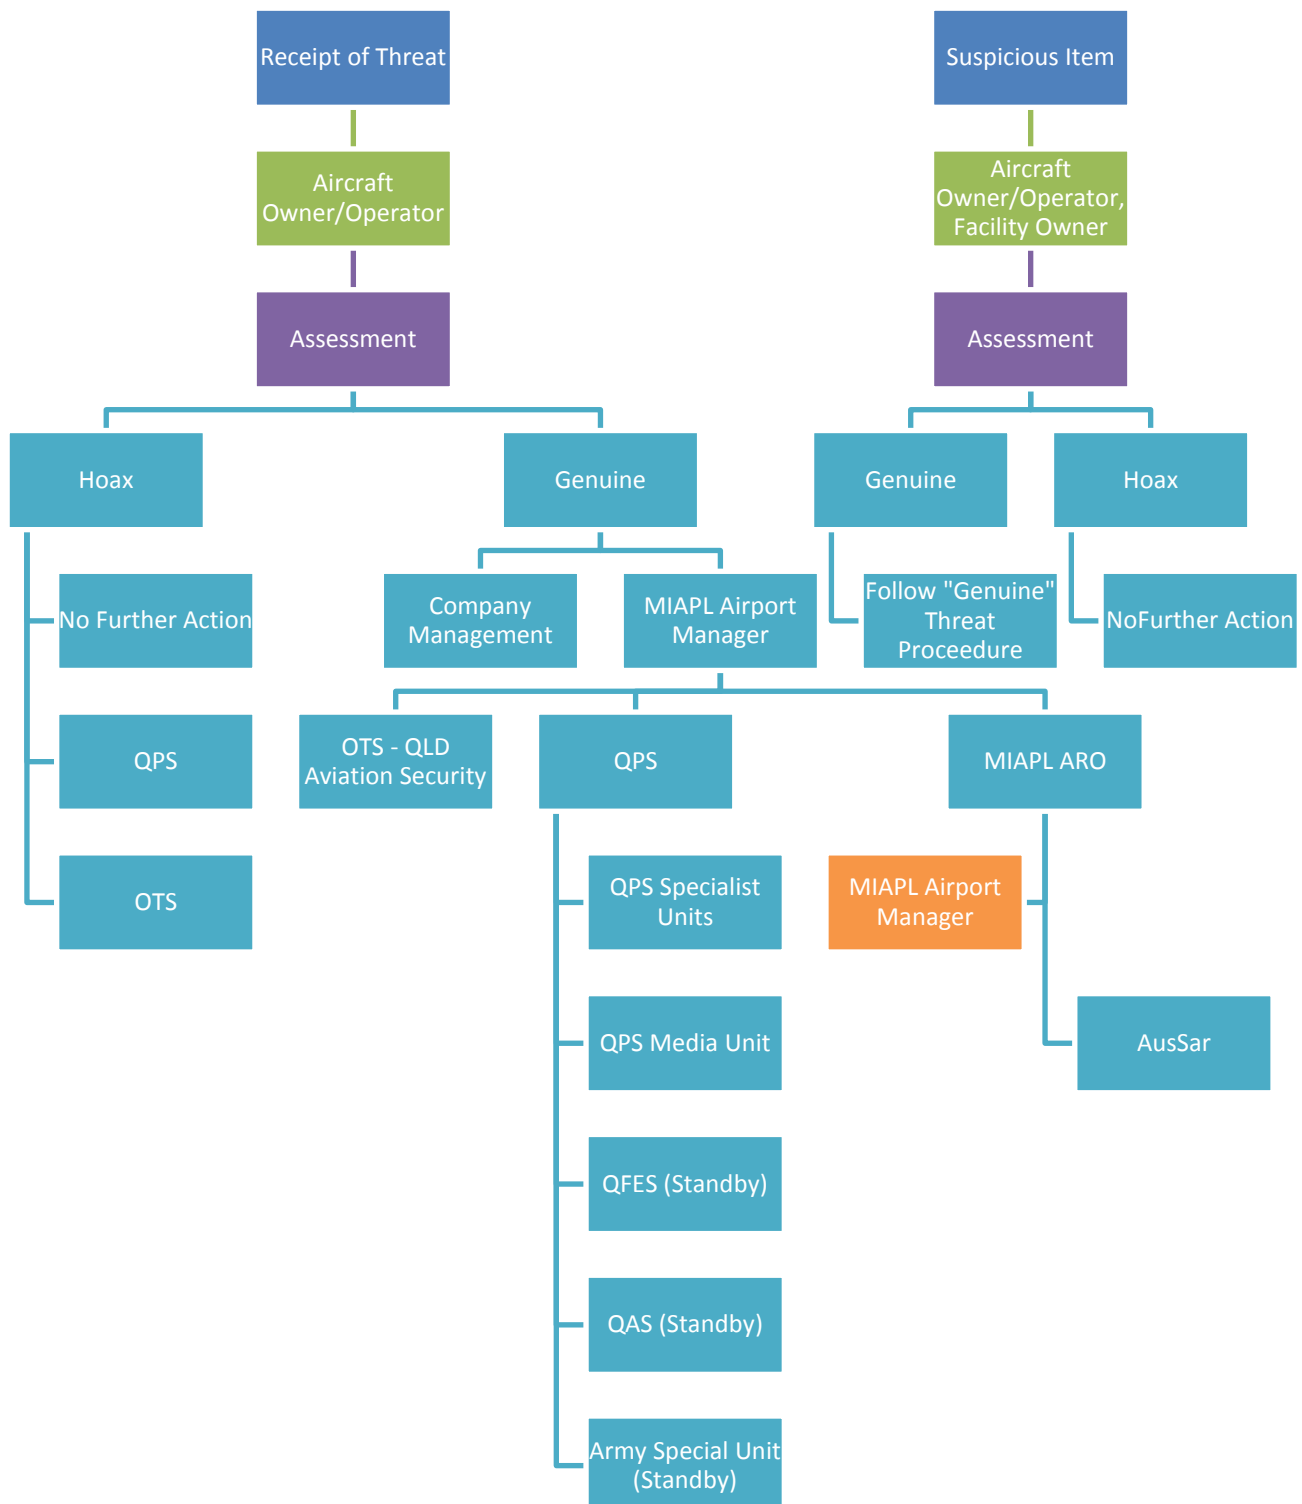 Receipt of Threat
Suspicious Item
Aircraft
Owner/Operator
Aircraft
Owner/Operator,
Facility Owner
Assessment
Assessment
Hoax
Genuine
Genuine
Hoax
No Further Action
Company
Management
MIAPL Airport
Manager
Follow "Genuine"
Threat
Proceedure
NoFurther Action
QPS
OTS - QLD
Aviation Security
QPS
MIAPL ARO
OTS
QPS Specialist
Units
MIAPL Airport
Manager
QPS Media Unit
AusSar
QFES (Standby)
QAS (Standby)
Army Special Unit
(Standby)